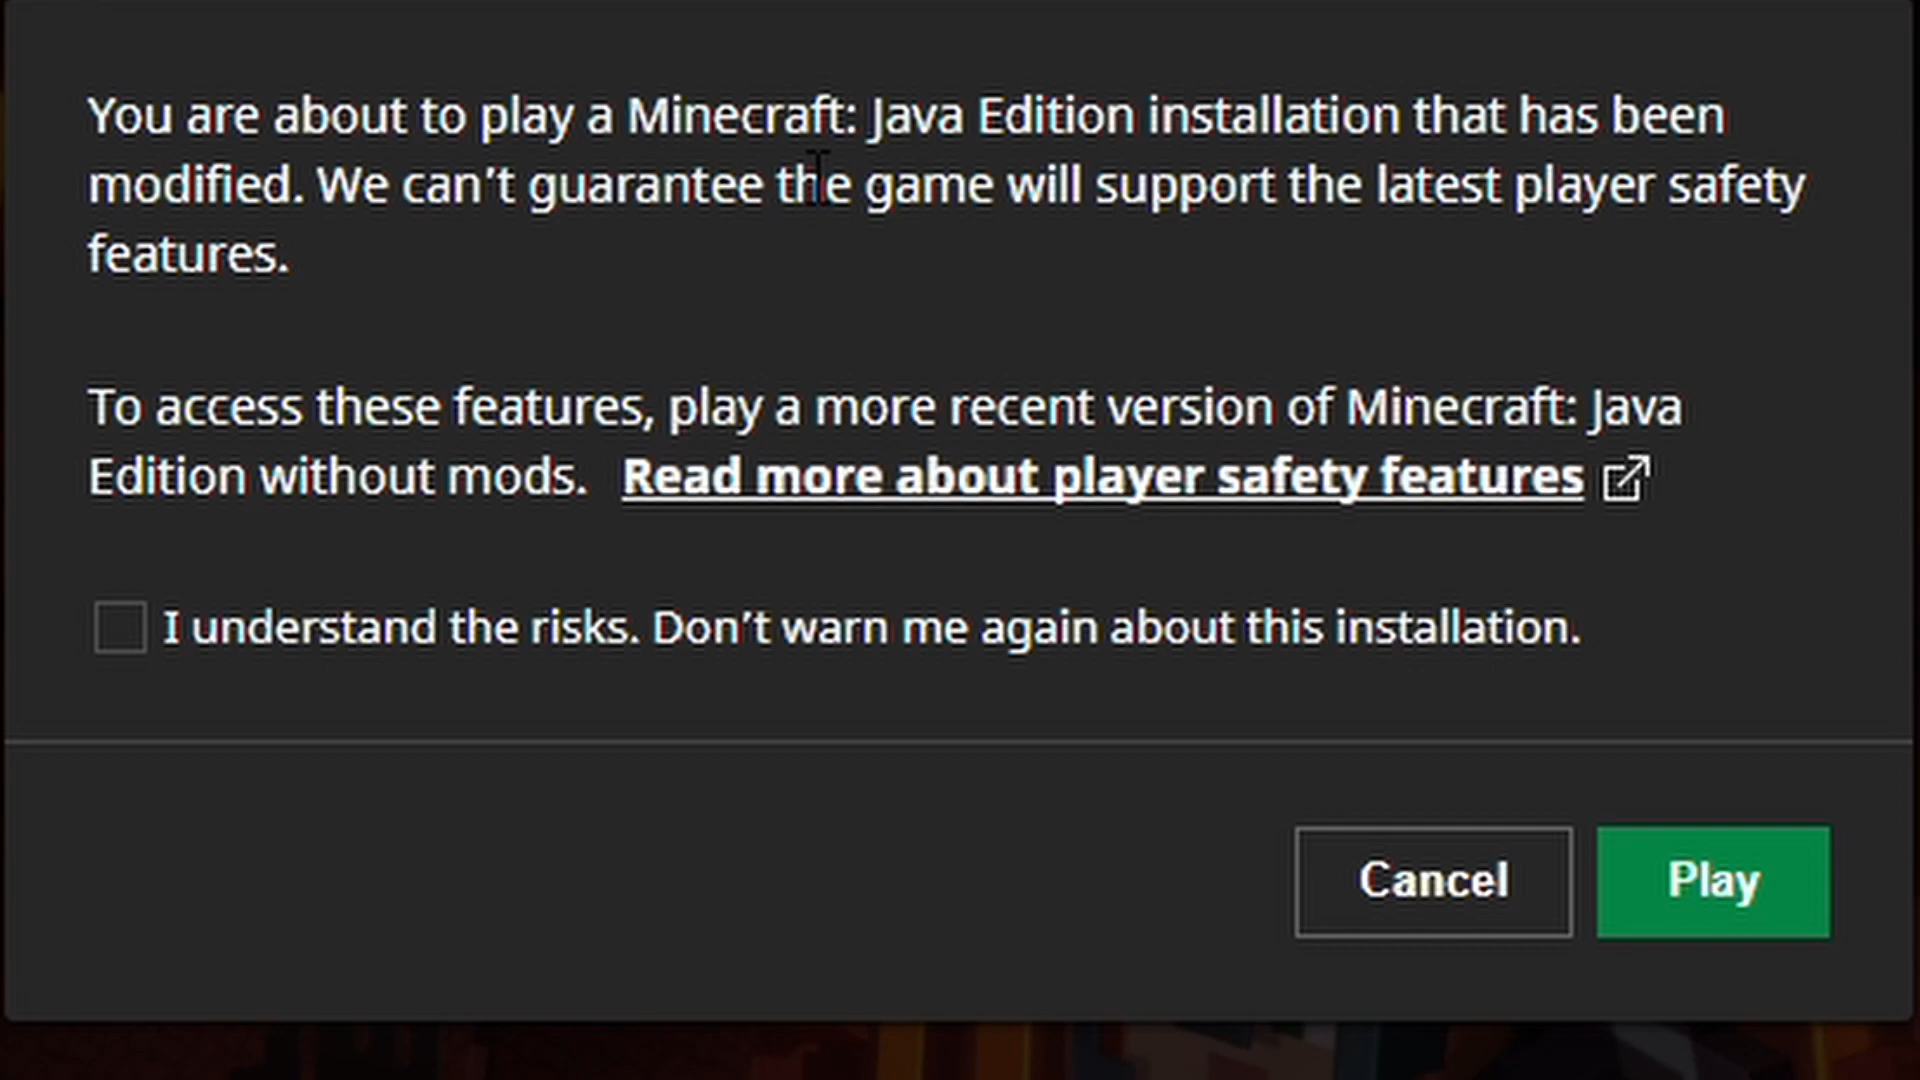 You are about to play a Minecraft: Java Edition installation that has been
modified. We can’t guarantee the game will support the latest player safety
features.
To access these features, play a more recent version of Minecraft: Java
Edition without mods. Read more about player safety features
I understand the risks. Don’t warn me again about this installation.
Cancel Play